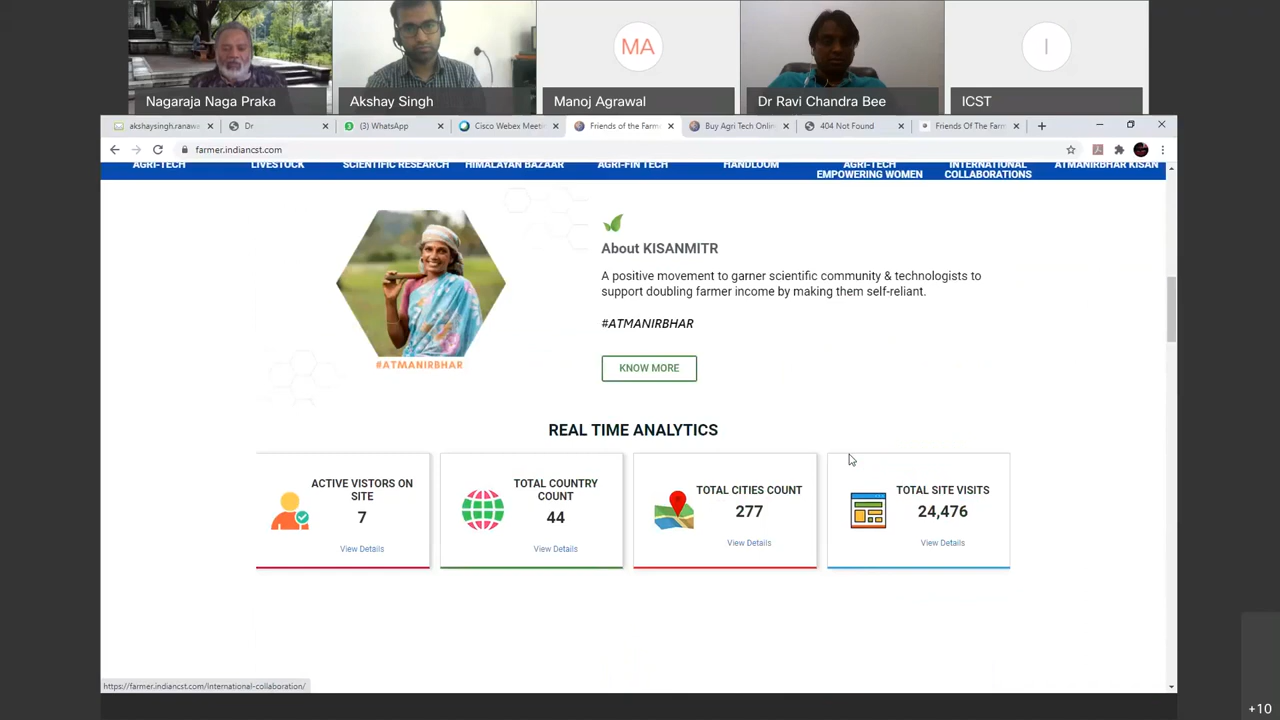 MA
I
Nagaraja Naga Praka
Akshay Singh
Manoj Agrawal
Dr Ravi Chandra Bee
ICST
akshaysingh.ranawa
Dr
(3) WhatsApp
Cisco Webex Meeti
Friends of the Farm
Buy Agri Tech Onlin
404 Not Found
Friends Of The Farm
farmer.indiancst.com
AGRI-TECH
LIVESTOCK
SCIENTIFIC RESEARCH
HIMALYAN BAZAAR
AGRI-FIN TECH
HANDLOOM
AGRI-TECH
EMPOWERING WOMEN
INTERNATIONAL
COLLABORATIONS
ATMANIRBHAR KISAN
#ATMANIRBHAR
About KISANMITR
A positive movement to garner scientific community & technologists to
support doubling farmer income by making them self-reliant.
#ATMANIRBHAR
KNOW MORE
REAL TIME ANALYTICS
ACTIVE VISTORS ON
SITE
7
View Details
TOTAL COUNTRY
COUNT
44
View Details
TOTAL CITIES COUNT
277
View Details
TOTAL SITE VISITS
24,476
View Details
https://farmer.indiancst.com/international-collaboration/
+10